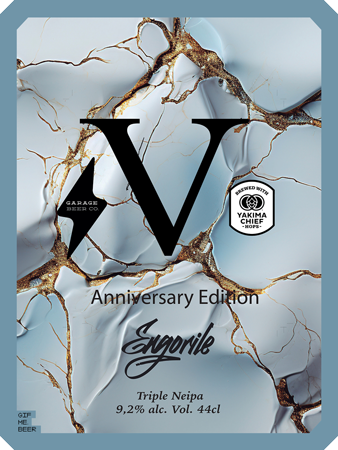 V
GARAGE
BEER CO
BREWED WITH
YAKIMA
CHIEF
HOPS
Anniversary Edition
Engorile
Triple Neipa
9,2% alc. Vol. 44cl
GIF
ME
BEER